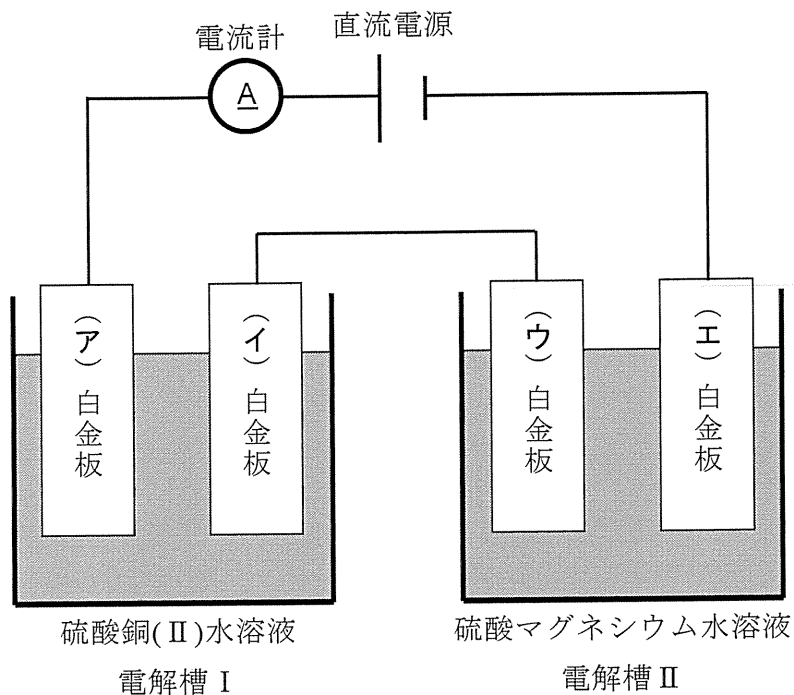 電流計
直流電源
A
(ア)白金板
(イ)白金板
(ウ)白金板
(エ)白金板
硫酸銅(Ⅱ)水溶液
電解槽Ⅰ
硫酸マグネシウム水溶液
電解槽Ⅱ